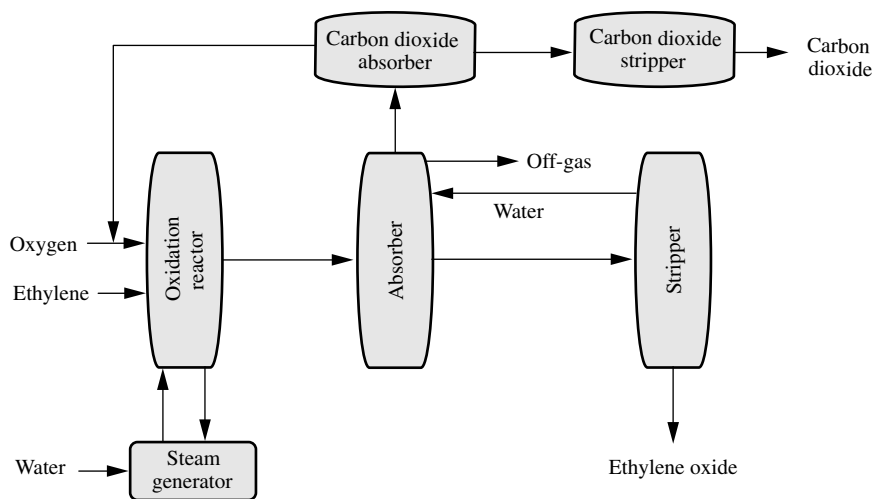 Carbon dioxide
absorber
Carbon dioxide
stripper
Carbon
dioxide
Off-gas
Water
Oxygen
Ethylene
Oxidation
reactor
Absorber
Stripper
Water
Steam
generator
Ethylene oxide